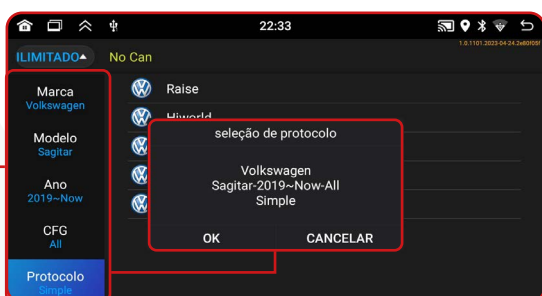 22:33
1.0.1101.2023-04-24.2e80f05f
ILIMITADO
No Can
Marca
Volkswagen
Modelo
Sagitar
Ano
2019~Now
CFG
All
Protocolo
Simple
Raise
Hiworld
seleção de protocolo
Volkswagen
Sagitar-2019~Now-All
Simple
OK
CANCELAR